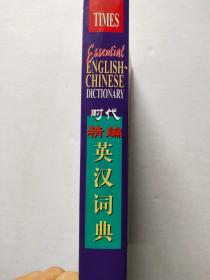 TIMES
Essential
ENGLISH-
CHINESE
DICTIONARY
时代
精编
英汉词典